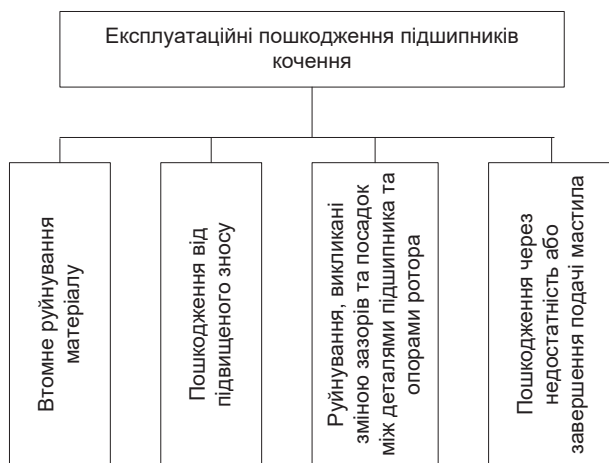 Експлуатаційні пошкодження підшипників
кочення
Втомне руйнування
матеріалу
Пошкодження від
підвищеного зносу
Руйнування, викликані
зміною зазорів та посадок
між деталями підшипника та
опорами ротора
Пошкодження через
недостатність або
завершення подачі мастила